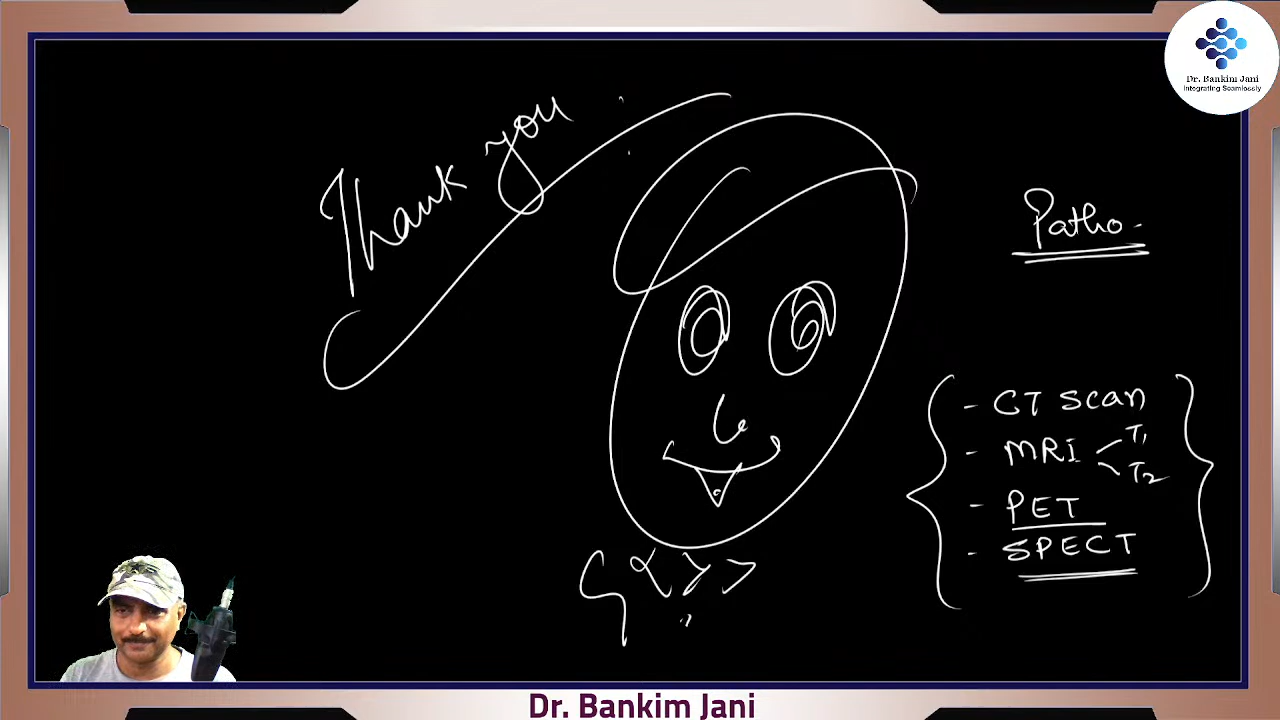 Dr. Bankim Jani
Integrating Seamlessly
Thank you
Patho-
- CT scan
- MRI T1
T2
- PET
- SPECT
Dr. Bankim Jani